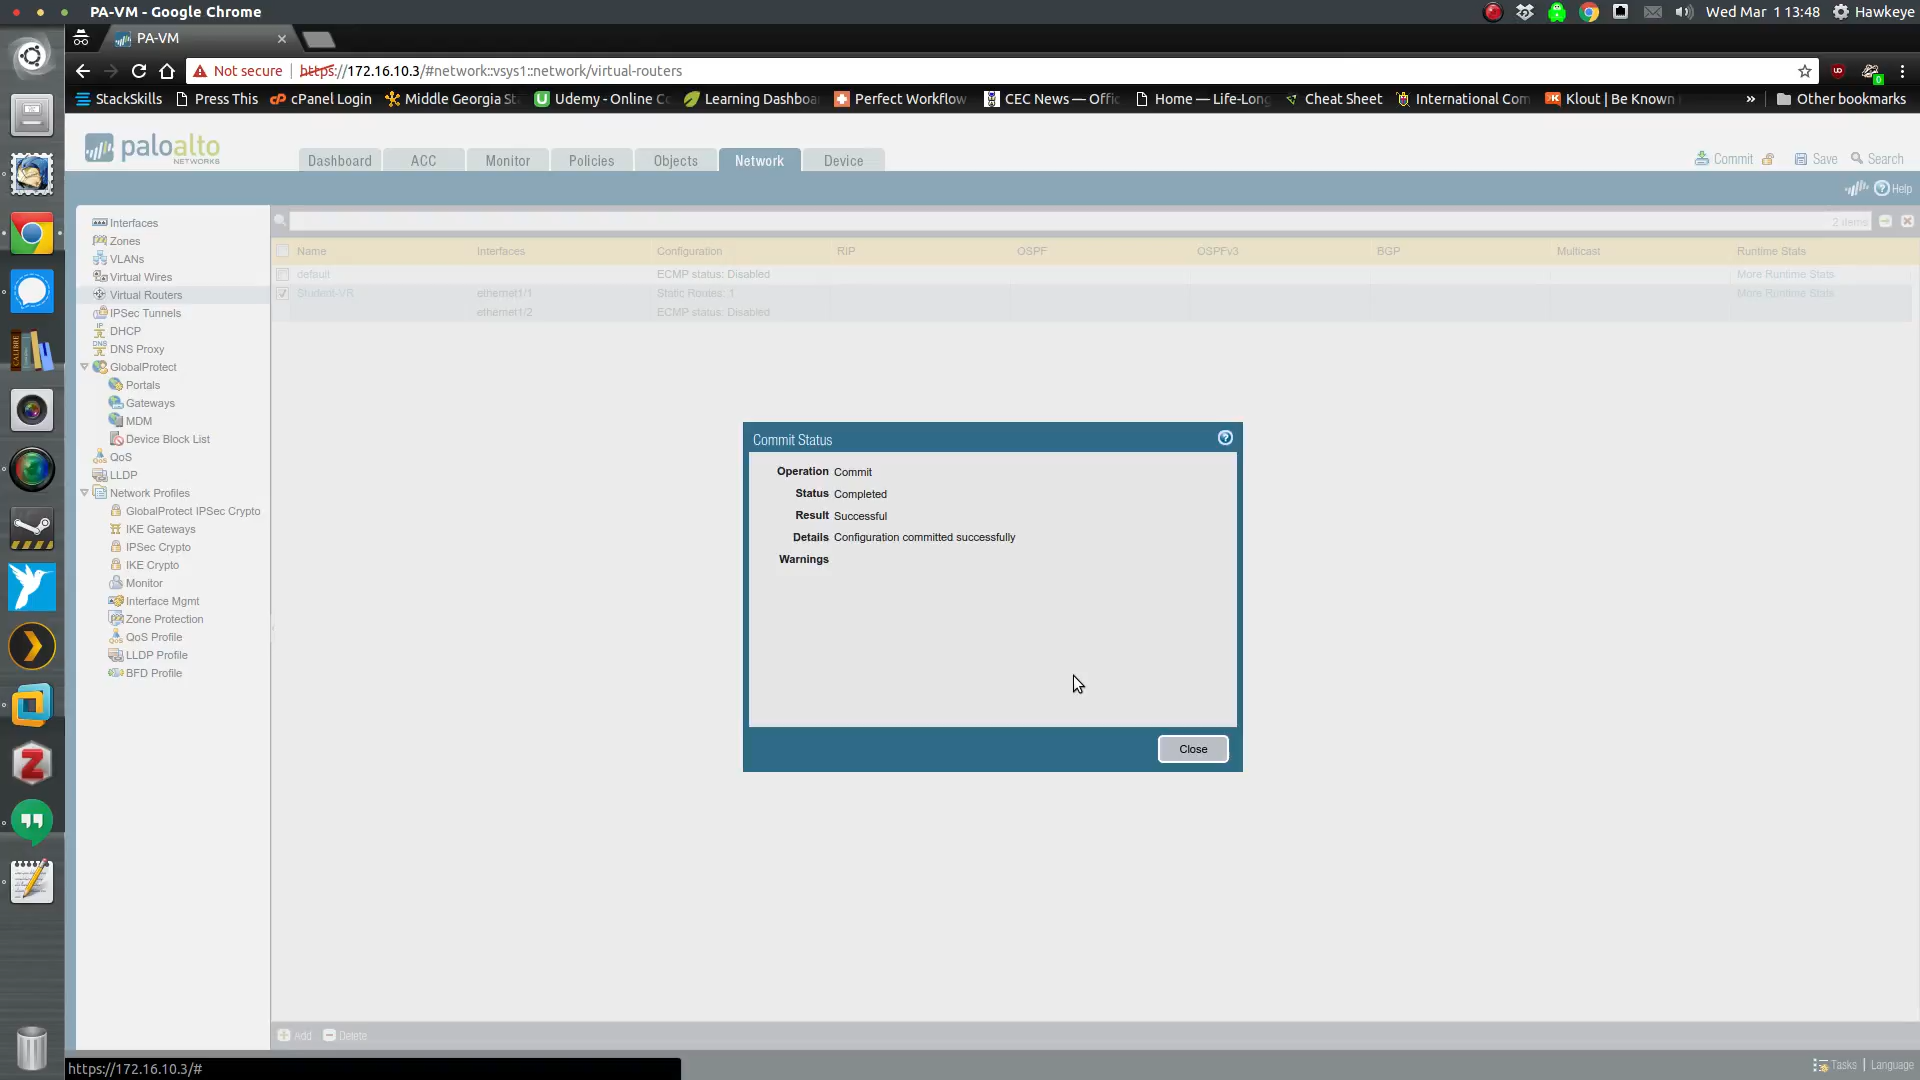 PA-VM - Google Chrome
Wed Mar 1 13:48 Hawkeye
PA-VM
Not secure https://172.16.10.3/#network::vsys1::network/virtual-routers
StackSkills Press This cPanel Login Middle Georgia Sta Udemy - Online Co Learning Dashboa Perfect Workflow CEC News — Offic Home — Life-Long Cheat Sheet International Com Klout | Be Known » Other bookmarks
paloalto
NETWORKS
Dashboard ACC Monitor Policies Objects Network Device
Commit Save Search
Help
2 items
Name Interfaces Configuration RIP OSPF OSPFv3 BGP Multicast Runtime Stats
default ECMP status: Disabled More Runtime Stats
Student-VR ethernet1/1 Static Routes: 1 More Runtime Stats
ethernet1/2 ECMP status: Disabled
Interfaces
Zones
VLANs
Virtual Wires
Virtual Routers
IPSec Tunnels
DHCP
DNS Proxy
GlobalProtect
Portals
Gateways
MDM
Device Block List
QoS
LLDP
Network Profiles
GlobalProtect IPSec Crypto
IKE Gateways
IPSec Crypto
IKE Crypto
Monitor
Interface Mgmt
Zone Protection
QoS Profile
LLDP Profile
BFD Profile
Commit Status
Operation Commit
Status Completed
Result Successful
Details Configuration committed successfully
Warnings
Close
Add Delete
https://172.16.10.3/#
Tasks | Language